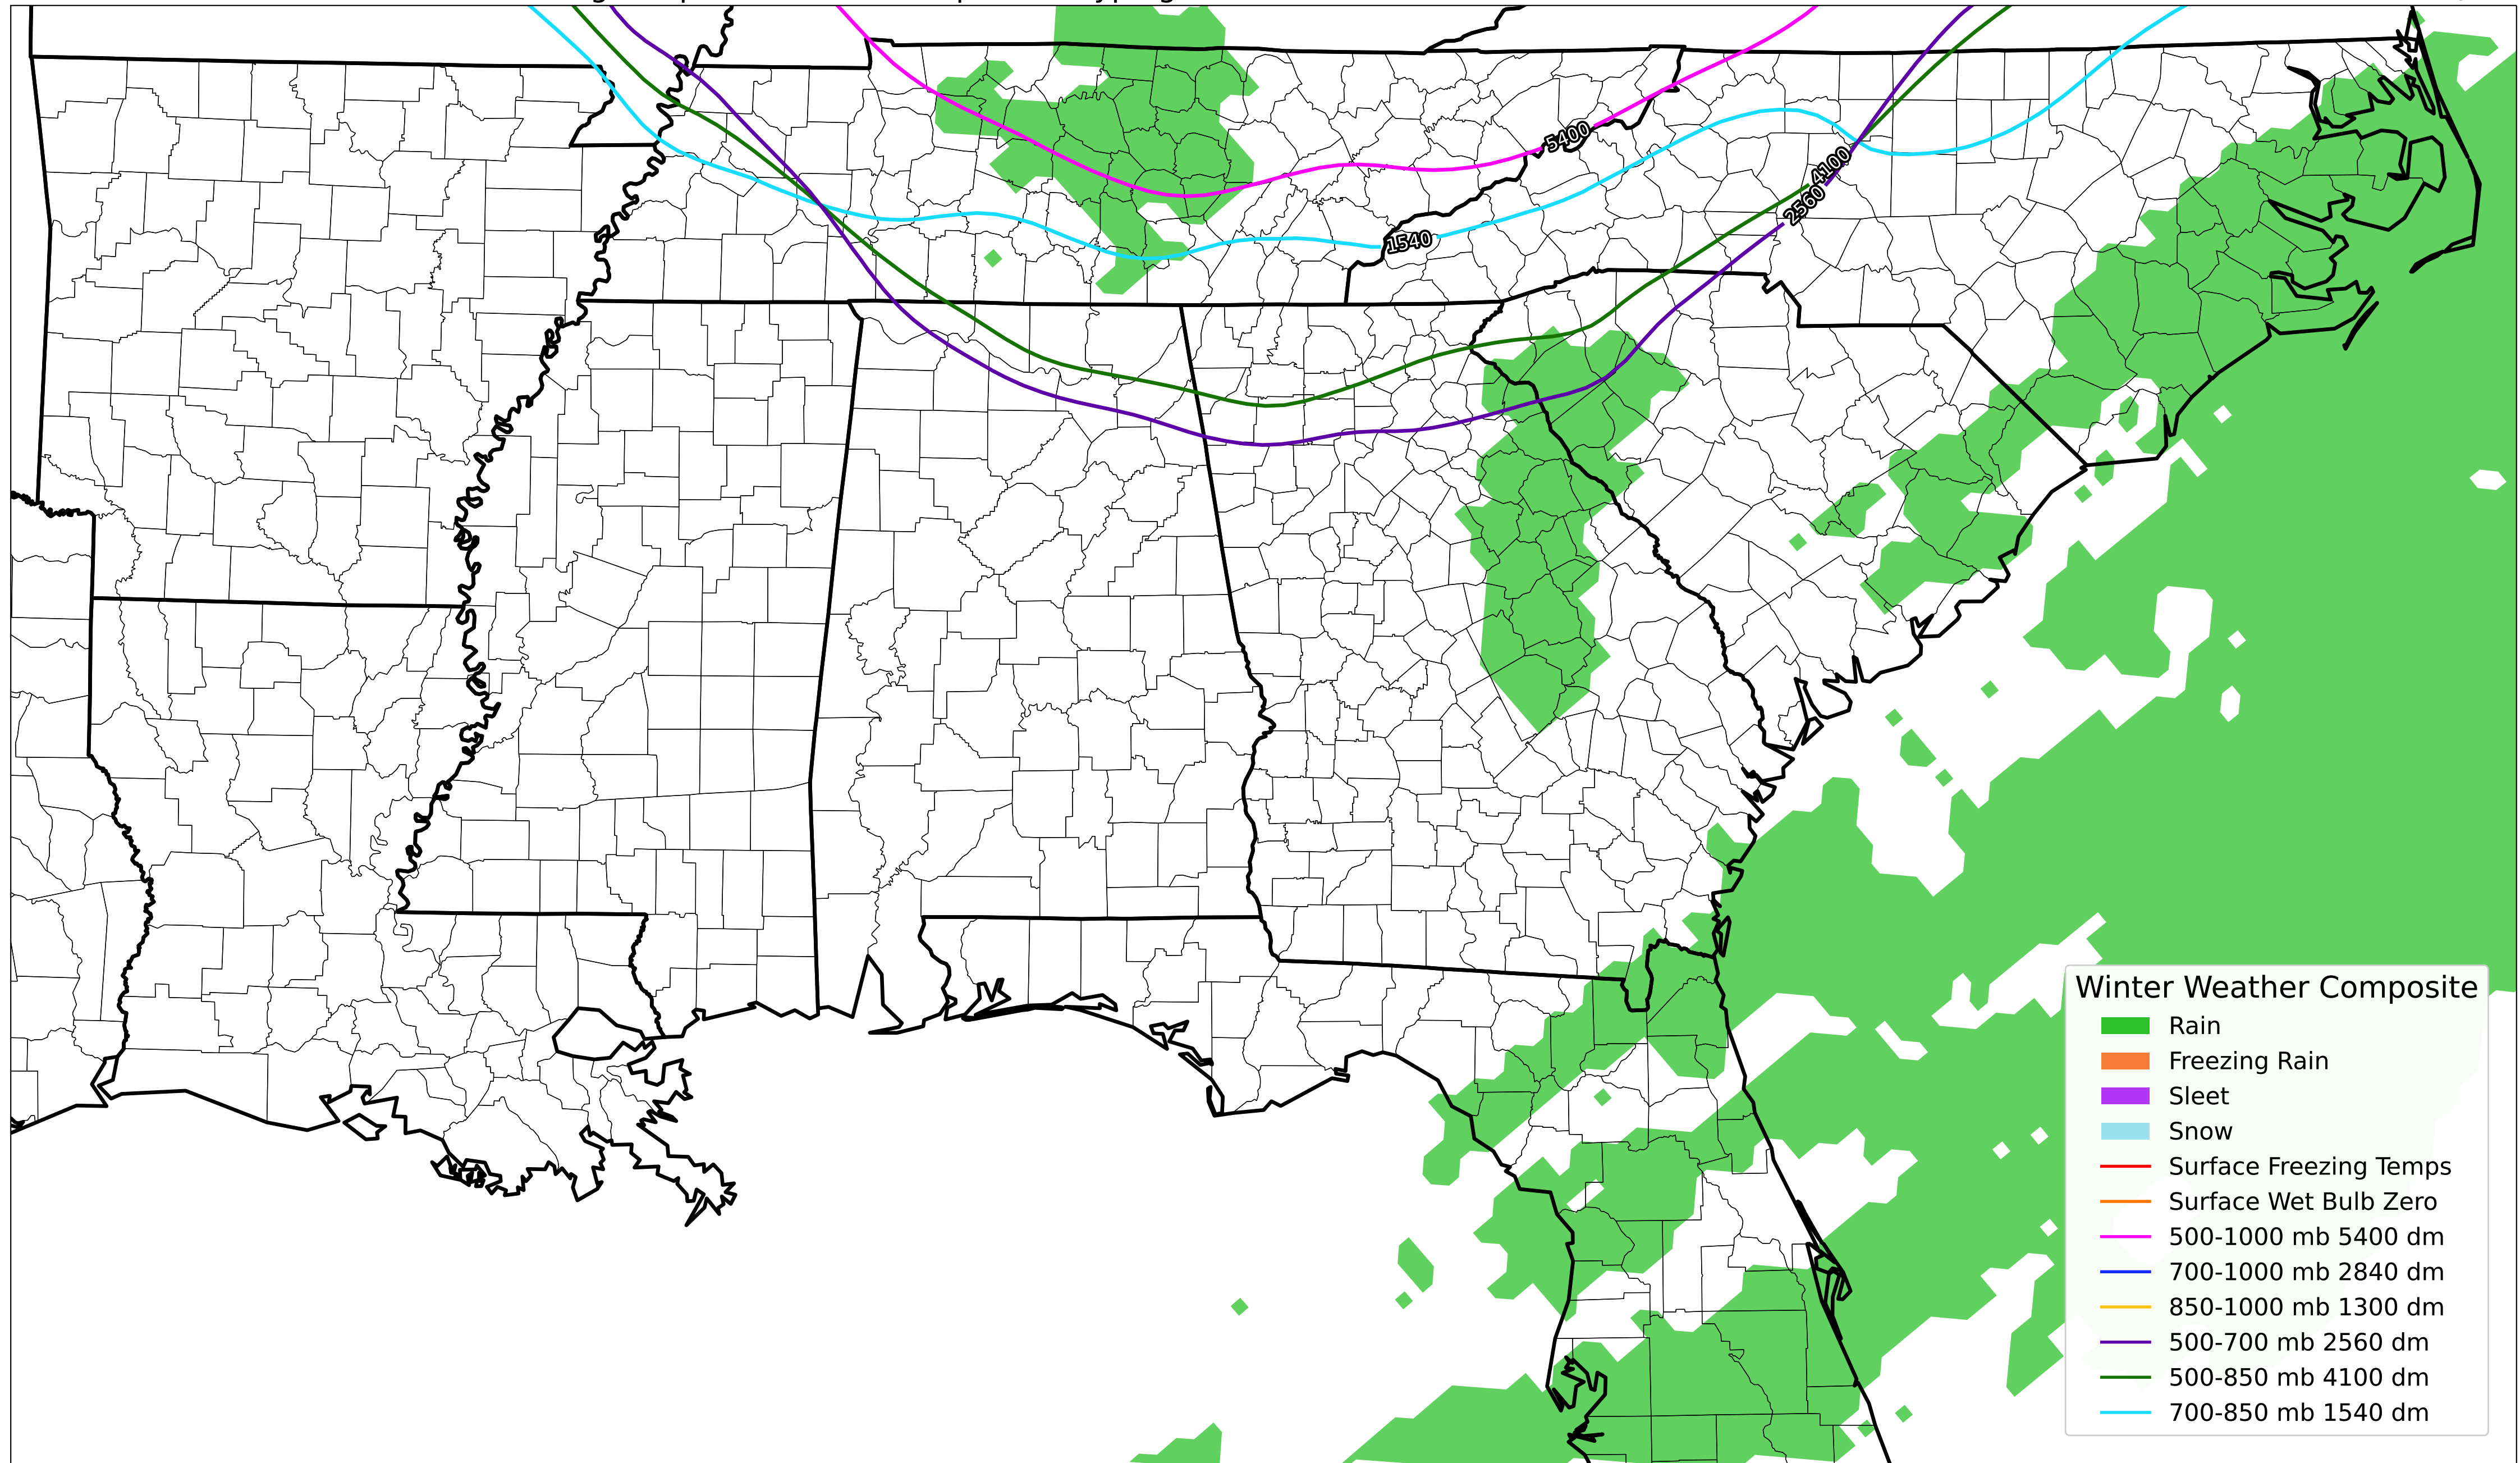 5400
4100
2560
1540
Winter Weather Composite
Rain
Freezing Rain
Sleet
Snow
Surface Freezing Temps
Surface Wet Bulb Zero
500-1000 mb 5400 dm
700-1000 mb 2840 dm
850-1000 mb 1300 dm
500-700 mb 2560 dm
500-850 mb 4100 dm
700-850 mb 1540 dm